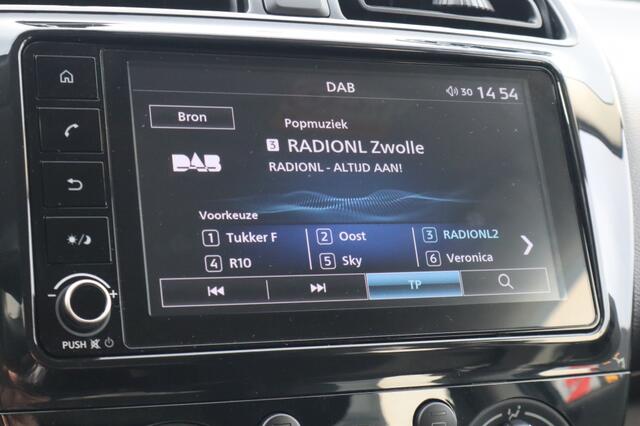 DAB
30 14 54
Bron
Popmuziek
3 RADIONL Zwolle
DAB
RADIONL - ALTIJD AAN!
Voorkeuze
1 Tukker F 2 Oost 3 RADIONL2
4 R10 5 Sky 6 Veronica
TP
- +
PUSH